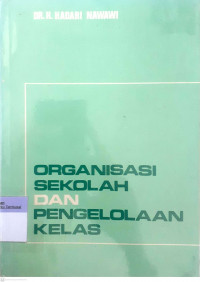 DR. H. HADARI NAWAWI
ORGANISASI
SEKOLAH
DAN
PENGELOLAAN
KELAS